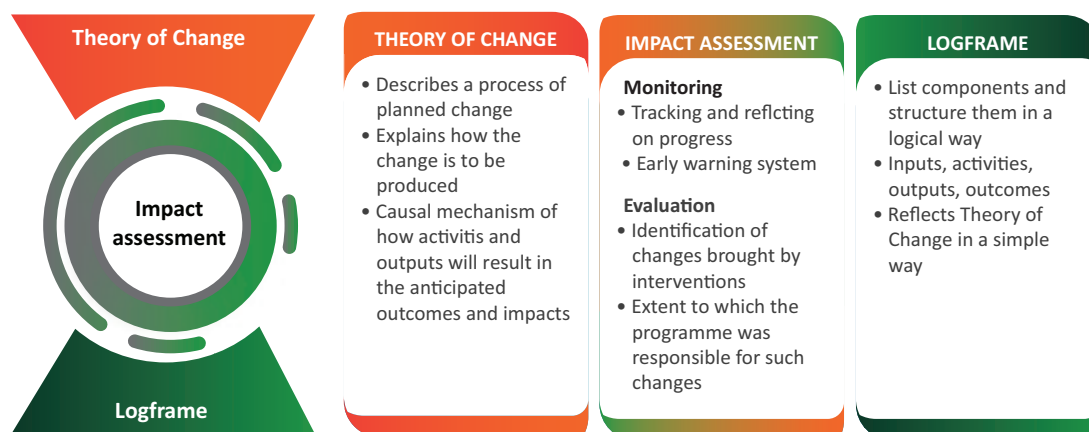 Theory of Change
Impact
assessment
Logframe
THEORY OF CHANGE
• Describes a process of
planned change
• Explains how the
change is to be
produced
• Causal mechanism of
how activitis and
outputs will result in
the anticipated
outcomes and impacts
IMPACT ASSESSMENT
Monitoring
• Tracking and reflcting
on progress
• Early warning system
Evaluation
• Identification of
changes brought by
interventions
• Extent to which the
programme was
responsible for such
changes
LOGFRAME
• List components and
structure them in a
logical way
• Inputs, activities,
outputs, outcomes
• Reflects Theory of
Change in a simple
way